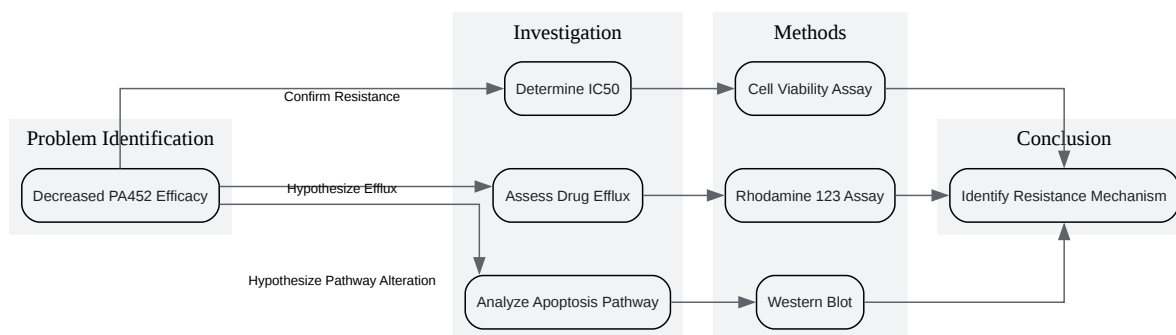 Investigation
Methods
Determine IC50
Cell Viability Assay
Confirm Resistance
Problem Identification
Conclusion
Decreased PA452 Efficacy
Hypothesize Efflux
Assess Drug Efflux
Rhodamine 123 Assay
Identify Resistance Mechanism
Hypothesize Pathway Alteration
Analyze Apoptosis Pathway
Western Blot